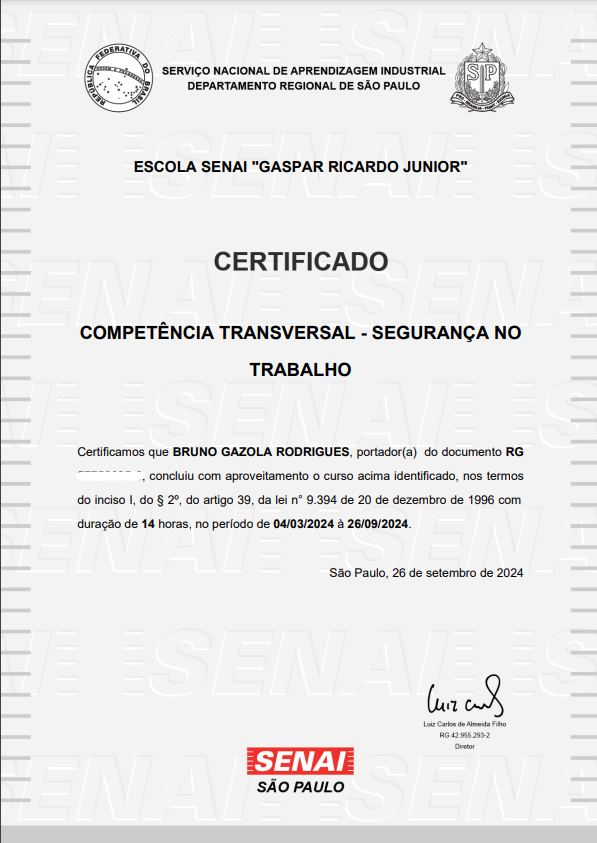 REPÚBLICA FEDERATIVA DO BRASIL
SERVIÇO NACIONAL DE APRENDIZAGEM INDUSTRIAL
DEPARTAMENTO REGIONAL DE SÃO PAULO
SP
ESCOLA SENAI "GASPAR RICARDO JUNIOR"
CERTIFICADO
COMPETÊNCIA TRANSVERSAL - SEGURANÇA NO
TRABALHO
Certificamos que BRUNO GAZOLA RODRIGUES, portador(a) do documento RG
, concluiu com aproveitamento o curso acima identificado, nos termos
do inciso I, do § 2º, do artigo 39, da lei n° 9.394 de 20 de dezembro de 1996 com
duração de 14 horas, no período de 04/03/2024 à 26/09/2024.
São Paulo, 26 de setembro de 2024
Luiz Carlos de Almeida Filho
RG 42.955.293-2
Diretor
SENAI
SÃO PAULO